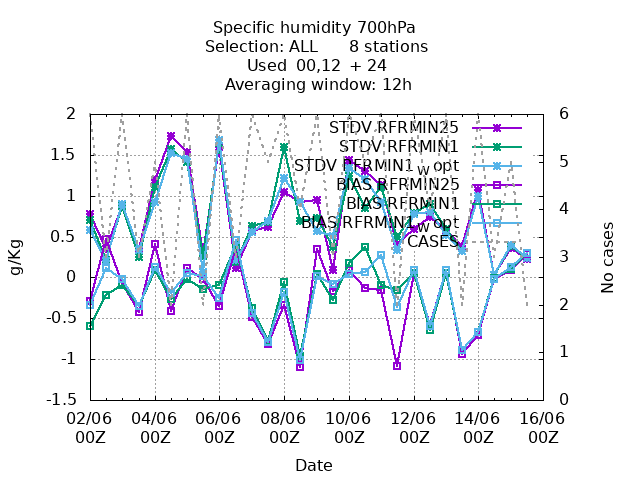 Specific humidity 700hPa
Selection: ALL 8 stations
Used 00,12 + 24
Averaging window: 12h
2
1.5
1
0.5
0
-0.5
-1
-1.5
g/Kg
6
5
4
3
2
1
0
No cases
STDV RFRMIN25
STDV RFRMIN1
STDV RFRMIN1_w opt
BIAS RFRMIN25
BIAS RFRMIN1
BIAS RFRMIN1_w opt
CASES
02/06 04/06 06/06 08/06 10/06 12/06 14/06 16/06
00Z 00Z 00Z 00Z 00Z 00Z 00Z 00Z
Date